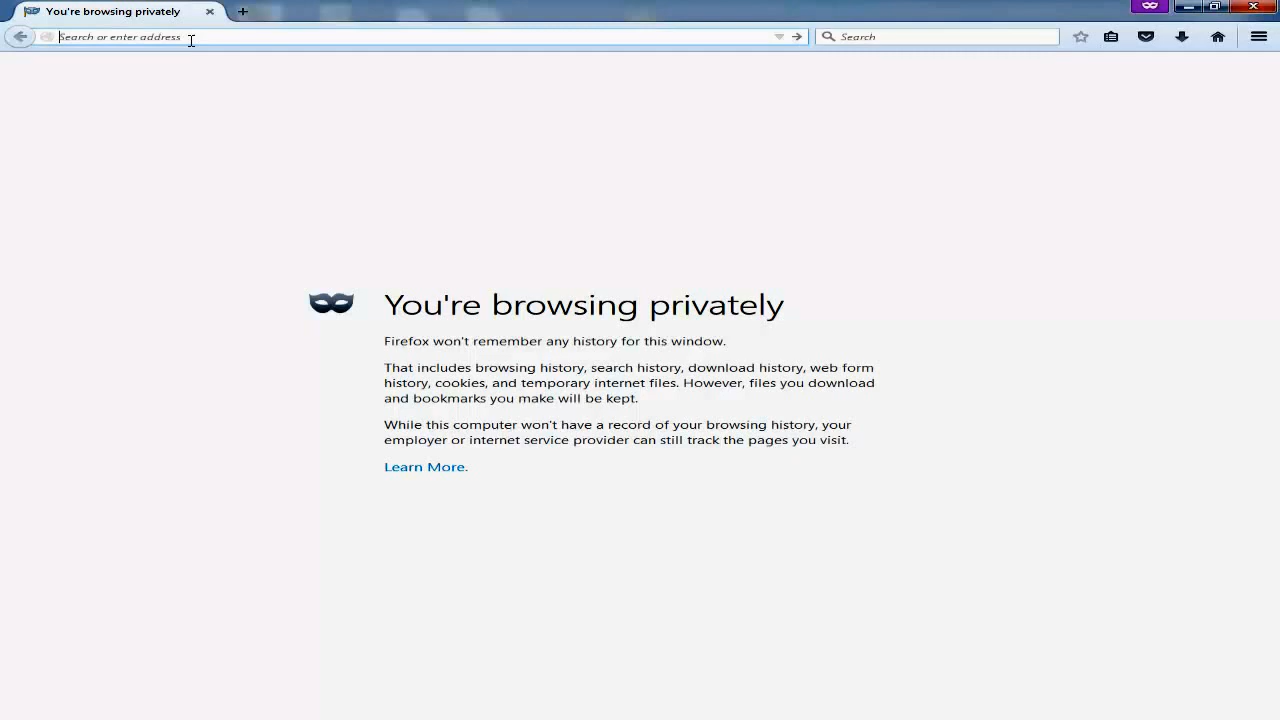 You're browsing privately
Search or enter address
Search
You're browsing privately
Firefox won't remember any history for this window.
That includes browsing history, search history, download history, web form
history, cookies, and temporary internet files. However, files you download
and bookmarks you make will be kept.
While this computer won't have a record of your browsing history, your
employer or internet service provider can still track the pages you visit.
Learn More.